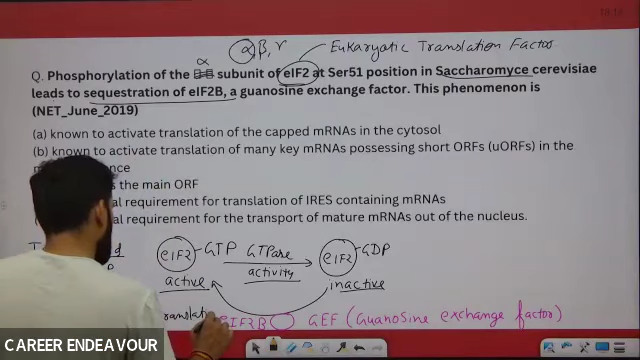 18:14
α β, γ Eukaryotic Translation Factor
α
Q. Phosphorylation of the subunit of eIF2 at Ser51 position in Saccharomyce cerevisiae
leads to sequestration of eIF2B, a guanosine exchange factor. This phenomenon is
(NET_June_2019)
(a) known to activate translation of the capped mRNAs in the cytosol
(b) known to activate translation of many key mRNAs possessing short ORFs (uORFs) in the
the main ORF
requirement for translation of IRES containing mRNAs
requirement for the transport of mature mRNAs out of the nucleus.
eIF2 GTP GTPase eIF2 GDP
activity
active inactive
eIF2B GEF (Guanosine exchange factor)
CAREER ENDEAVOUR